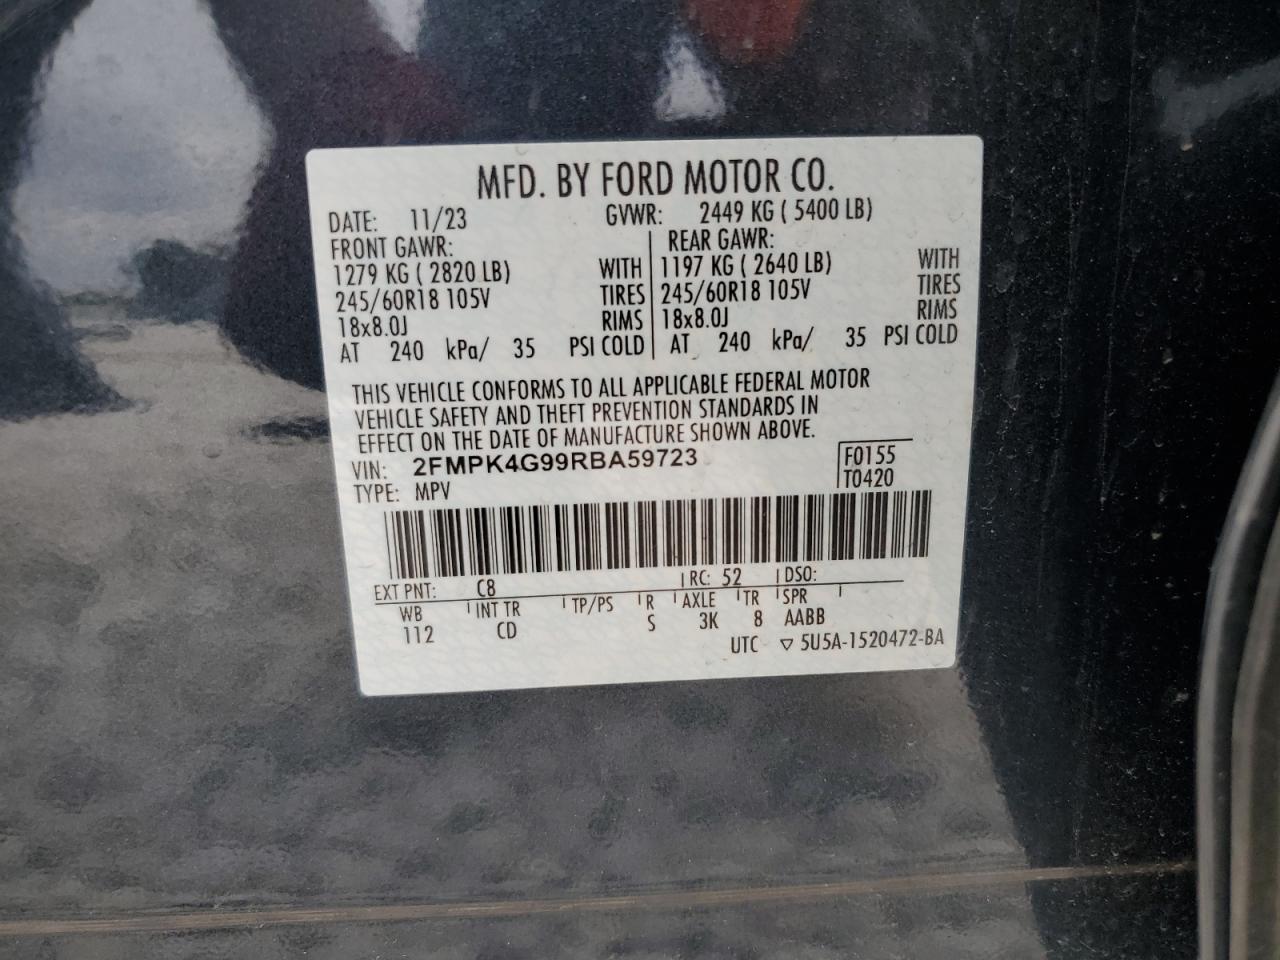 MFD. BY FORD MOTOR CO.
DATE: 11/23 GVWR: 2449 KG ( 5400 LB)
FRONT GAWR: REAR GAWR:
1279 KG ( 2820 LB) WITH 1197 KG ( 2640 LB) WITH
245/60R18 105V TIRES 245/60R18 105V TIRES
18x8.0J RIMS 18x8.0J RIMS
AT 240 kPa/ 35 PSI COLD AT 240 kPa/ 35 PSI COLD
THIS VEHICLE CONFORMS TO ALL APPLICABLE FEDERAL MOTOR
VEHICLE SAFETY AND THEFT PREVENTION STANDARDS IN
EFFECT ON THE DATE OF MANUFACTURE SHOWN ABOVE.
VIN: 2FMPK4G99RBA59723 F0155
TYPE: MPV T0420
EXT PNT: C8 RC: 52 DSO:
WB INT TR TP/PS R AXLE TR SPR
112 CD S 3K 8 AABB
UTC ▽ 5U5A-1520472-BA